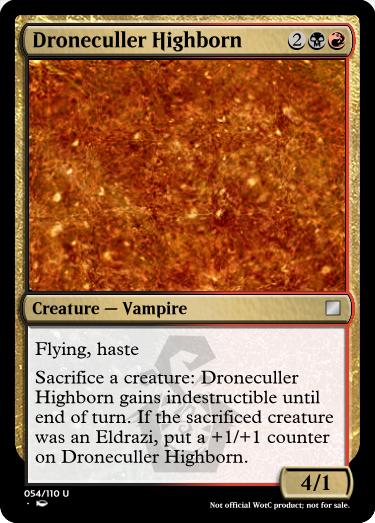 Droneculler Highborn 2
Creature — Vampire
Flying, haste
Sacrifice a creature: Droneculler
Highborn gains indestructible until
end of turn. If the sacrificed creature
was an Eldrazi, put a +1/+1 counter
on Droneculler Highborn.
4/1
054/110 U
Not official WotC product; not for sale.